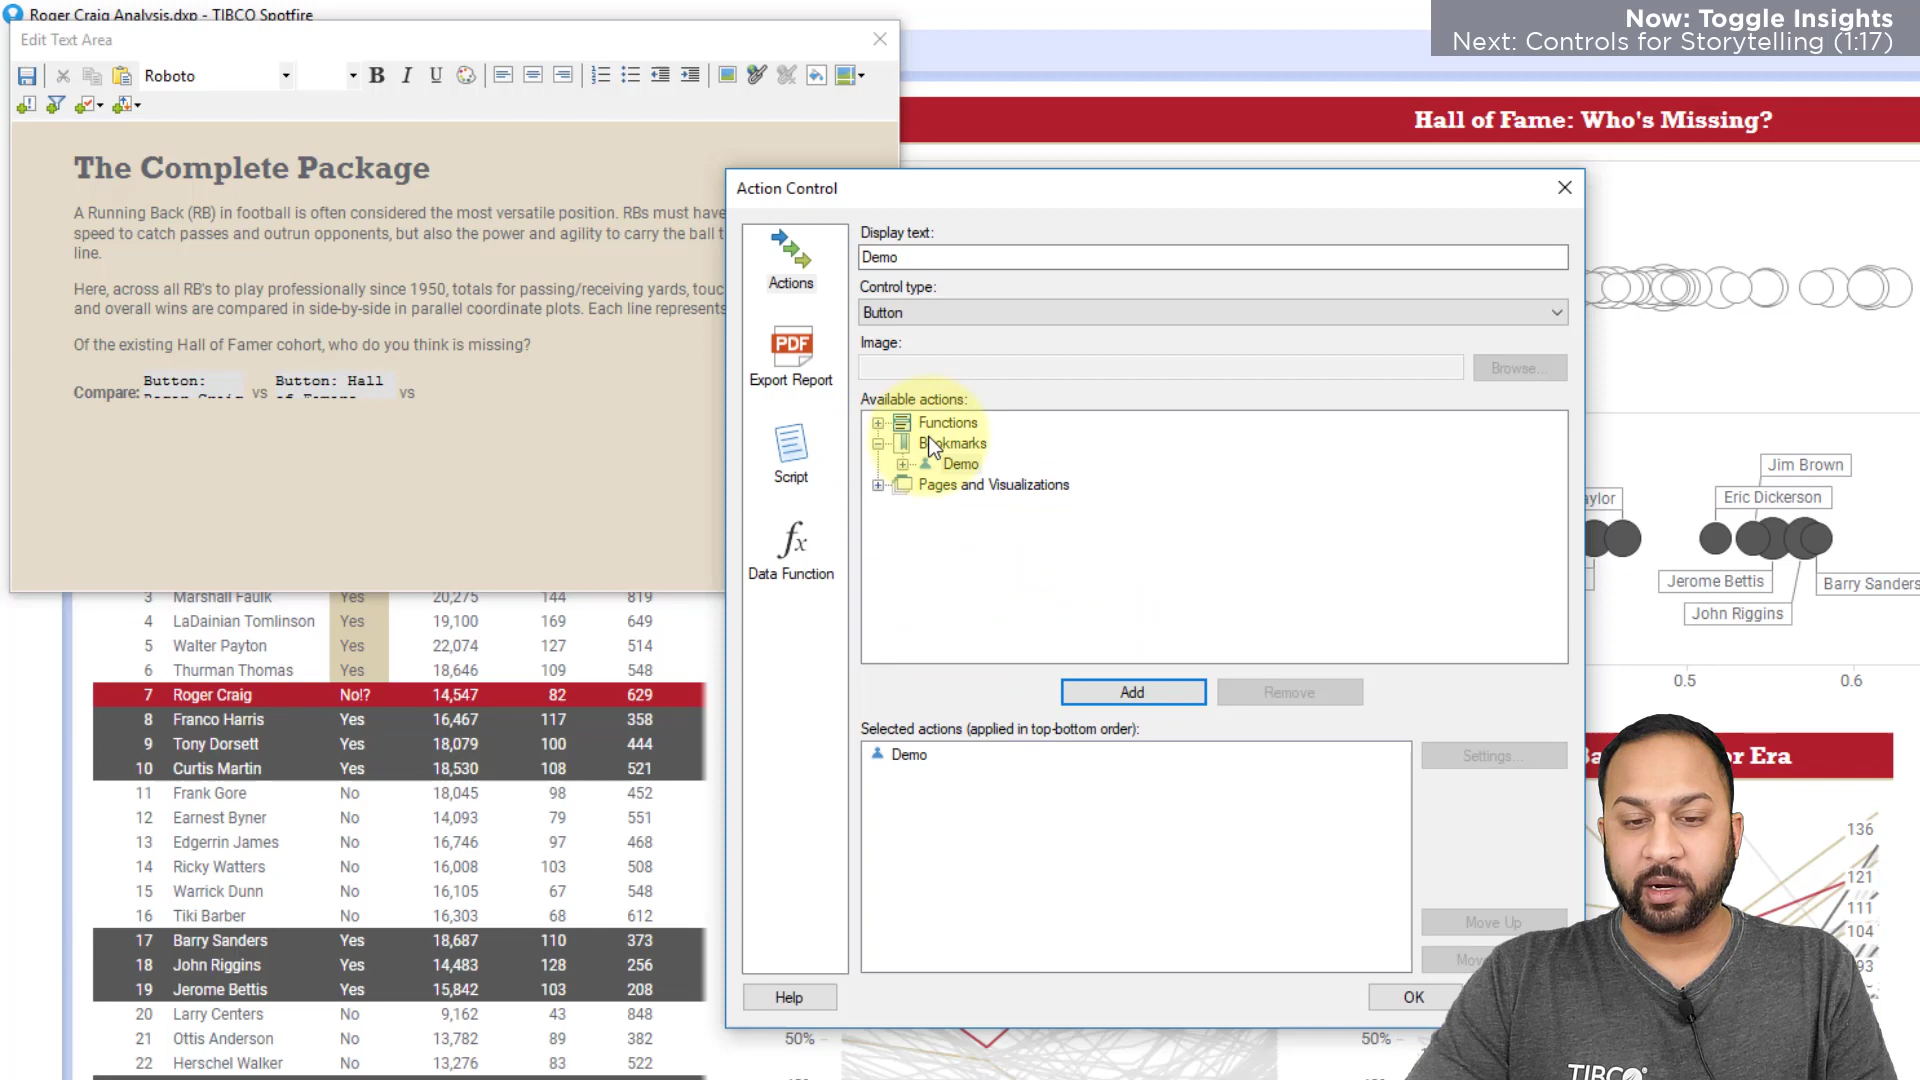 Roger Craig Analysis.dxp - TIBCO Spotfire
Now: Toggle Insights
Next: Controls for Storytelling (1:17)
Edit Text Area
Roboto
B I U
Hall of Fame: Who's Missing?
The Complete Package
A Running Back (RB) in football is often considered the most versatile position. RBs must have
speed to catch passes and outrun opponents, but also the power and agility to carry the ball t
line.
Here, across all RB's to play professionally since 1950, totals for passing/receiving yards, touc
and overall wins are compared in side-by-side in parallel coordinate plots. Each line represents
Of the existing Hall of Famer cohort, who do you think is missing?
Compare: Button: Roger Craig vs Button: Hall of Famers vs
Action Control
Actions
PDF
Export Report
Script
fx
Data Function
Help
Display text:
Demo
Control type:
Button
Image:
Browse...
Available actions:
Functions
Bookmarks
Demo
Pages and Visualizations
Add
Remove
Selected actions (applied in top-bottom order):
Demo
Settings...
Move Up
Mov
OK
Jim Brown
aylor
Eric Dickerson
Jerome Bettis
Barry Sanders
John Riggins
0.5
0.6
3 Marshall Faulk Yes 20,275 144 819
4 LaDainian Tomlinson Yes 19,100 169 649
5 Walter Payton Yes 22,074 127 514
6 Thurman Thomas Yes 18,646 109 548
7 Roger Craig No!? 14,547 82 629
8 Franco Harris Yes 16,467 117 358
9 Tony Dorsett Yes 18,079 100 444
10 Curtis Martin Yes 18,530 108 521
11 Frank Gore No 18,045 98 452
12 Earnest Byner No 14,093 79 551
13 Edgerrin James No 16,746 97 468
14 Ricky Watters No 16,008 103 508
15 Warrick Dunn No 16,105 67 548
16 Tiki Barber No 16,303 68 612
17 Barry Sanders Yes 18,687 110 373
18 John Riggins Yes 14,483 128 256
19 Jerome Bettis Yes 15,842 103 208
20 Larry Centers No 9,162 43 848
21 Ottis Anderson No 13,782 89 382
22 Herschel Walker No 13,276 83 522
50%
50%
Ba
or Era
136
121
111
104
93
TIBCO